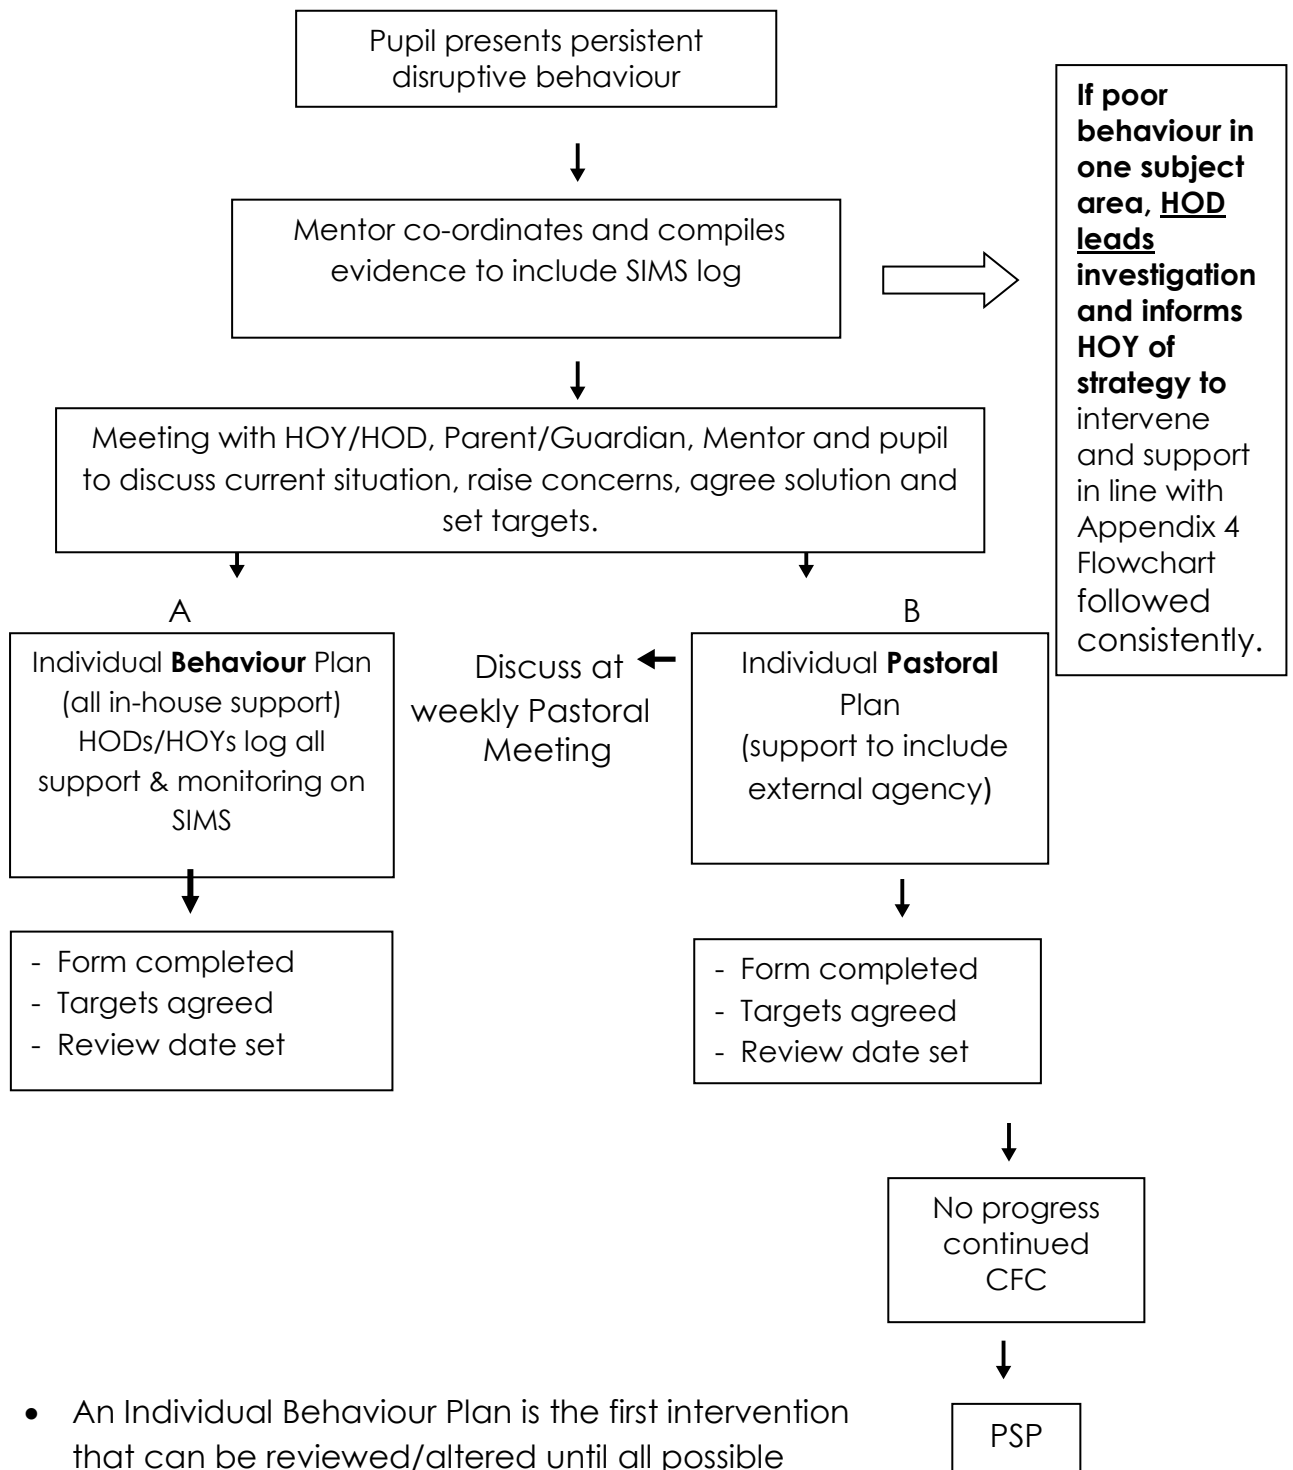 Pupil presents persistent
disruptive behaviour
If poor
behaviour in
one subject
area, HOD
leads
investigation
and informs
HOY of
strategy to
intervene
and support
in line with
Appendix 4
Flowchart
followed
consistently.
Mentor co-ordinates and compiles
evidence to include SIMS log
Meeting with HOY/HOD, Parent/Guardian, Mentor and pupil
to discuss current situation, raise concerns, agree solution and
set targets.
A
Individual Behaviour Plan
(all in-house support)
HODs/HOYs log all
support & monitoring on
SIMS
Discuss at
weekly Pastoral
Meeting
B
Individual Pastoral
Plan
(support to include
external agency)
- Form completed
- Targets agreed
- Review date set
- Form completed
- Targets agreed
- Review date set
No progress
continued
CFC
PSP
• An Individual Behaviour Plan is the first intervention
that can be reviewed/altered until all possible